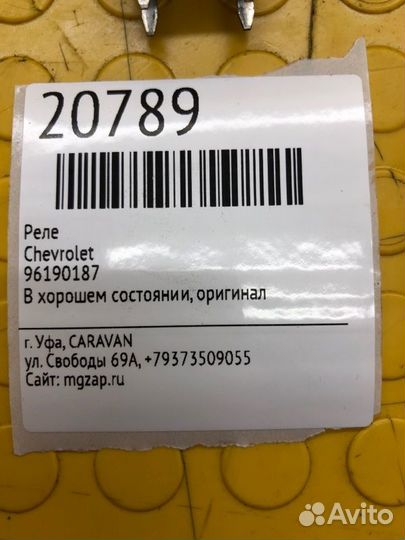 20789
Реле
Chevrolet
96190187
В хорошем состоянии, оригинал
г. Уфа, CARAVAN
ул. Свободы 69А, +79373509055
Сайт: mgzap.ru
Avito